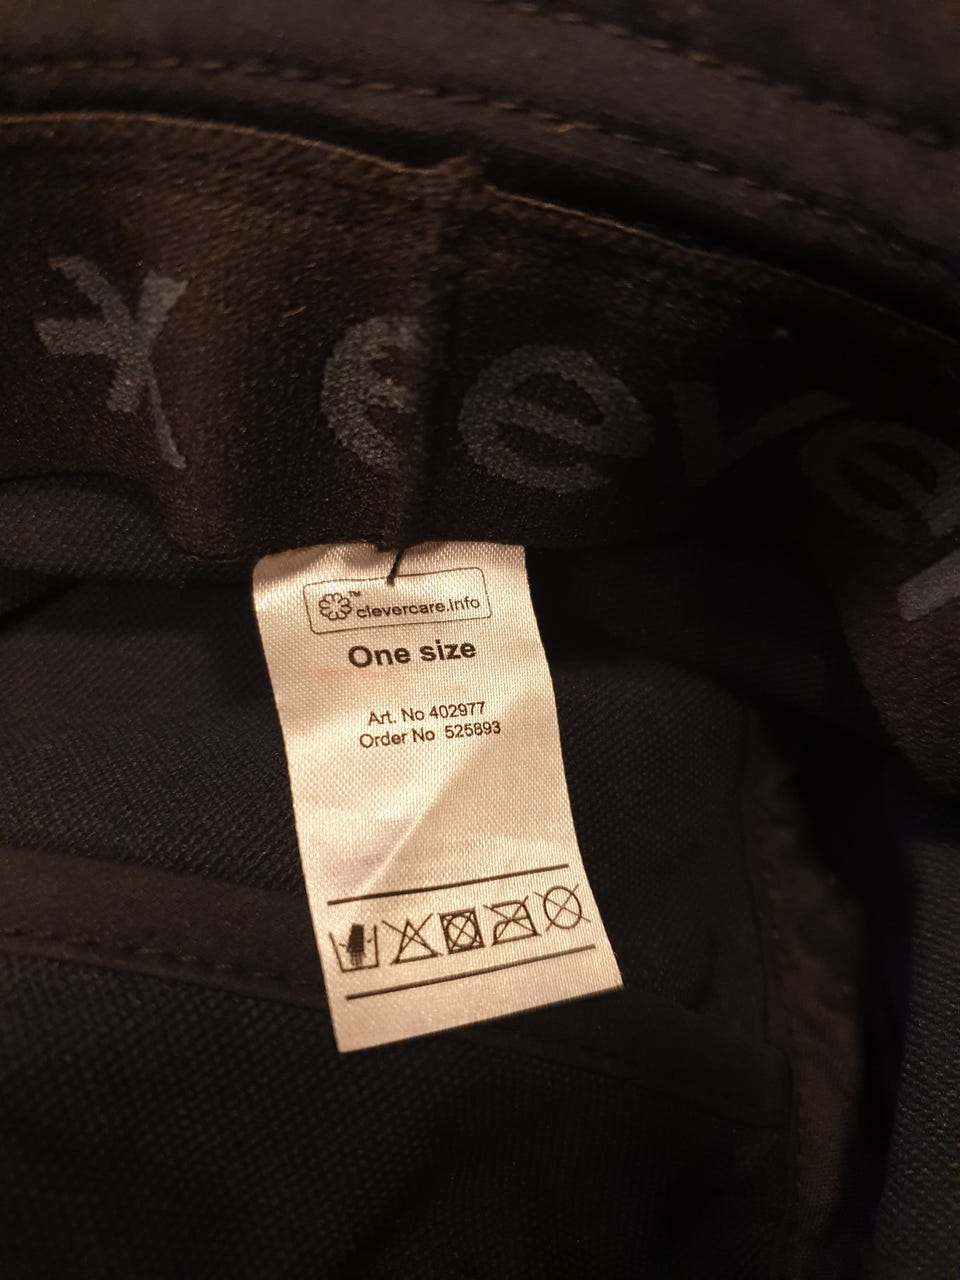 clevercare.info
One size
Art. No 402977
Order No 525893